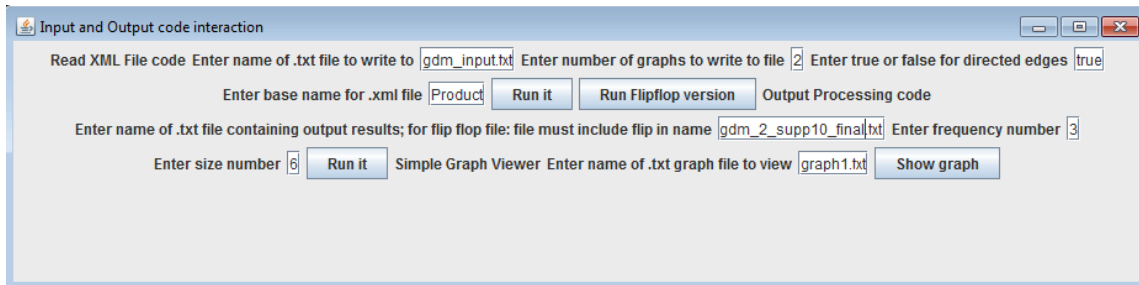 Input and Output code interaction
Read XML File code Enter name of .txt file to write to gdm_input.txt Enter number of graphs to write to file 2 Enter true or false for directed edges true
Enter base name for .xml file Product Run it Run Flipflop version Output Processing code
Enter name of .txt file containing output results; for flip flop file: file must include flip in name gdm_2_supp10_final.txt Enter frequency number 3
Enter size number 6 Run it Simple Graph Viewer Enter name of .txt graph file to view graph1.txt Show graph